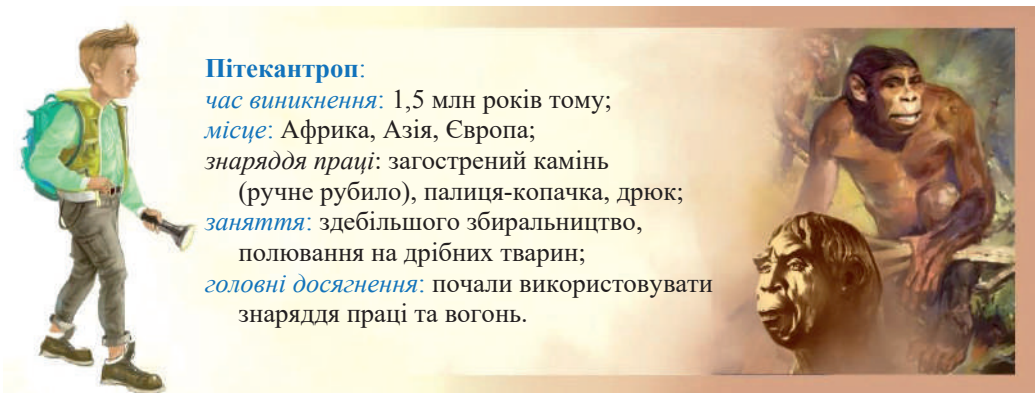 Пітекантроп:
час виникнення: 1,5 млн років тому;
місце: Африка, Азія, Європа;
знаряддя праці: загострений камінь
(ручне рубило), палиця-копачка, дрюк;
заняття: здебільшого збиральництво,
полювання на дрібних тварин;
головні досягнення: почали використовувати
знаряддя праці та вогонь.